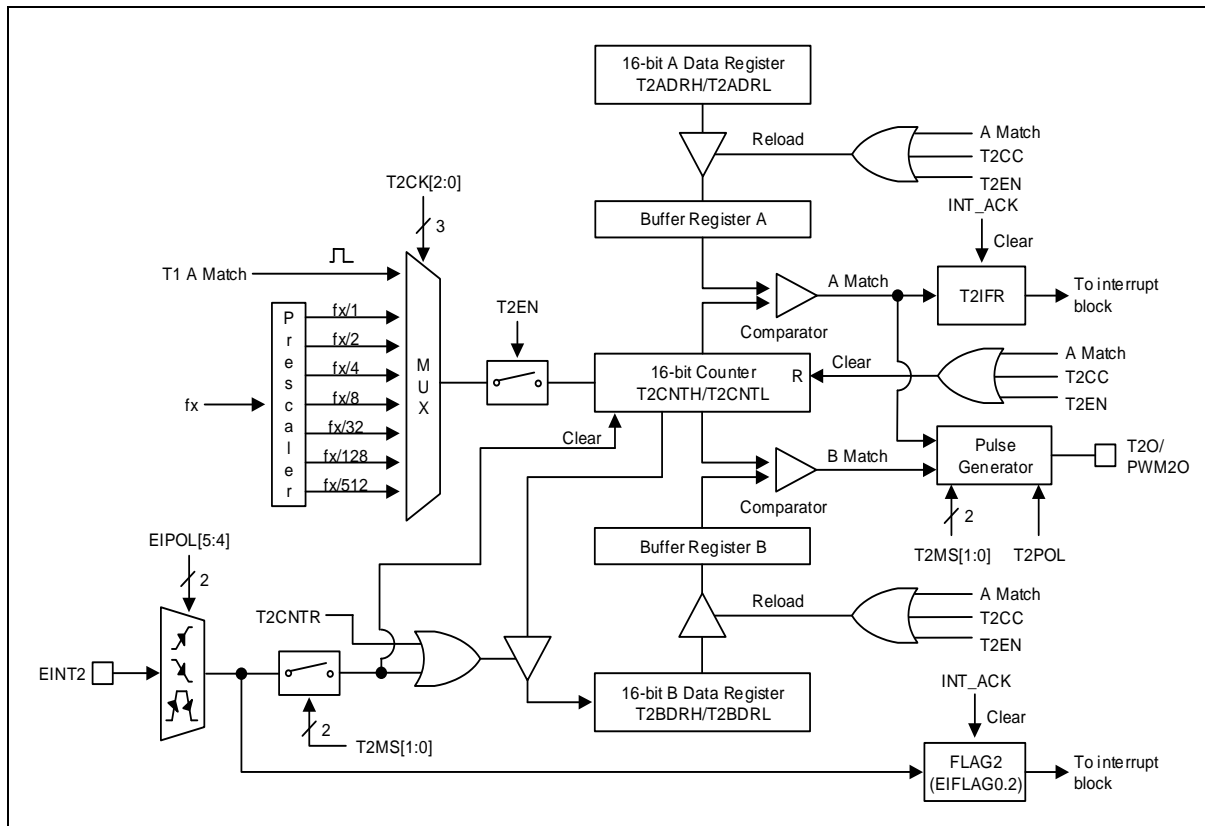 16-bit A Data Register
T2ADRH/T2ADRL
Reload
A Match
T2CC
T2EN
T2CK[2:0]
3
Buffer Register A
INT_ACK
Clear
T1 A Match
A Match
T2IFR
To interrupt
block
Comparator
Prescaler
fx/1
fx/2
fx/4
fx/8
fx/32
fx/128
fx/512
fx
MUX
T2EN
16-bit Counter
T2CNTH/T2CNTL
R
Clear
A Match
T2CC
T2EN
Clear
B Match
Comparator
Pulse
Generator
T2O/
PWM2O
2
T2MS[1:0]
T2POL
Buffer Register B
EIPOL[5:4]
2
Reload
A Match
T2CC
T2EN
T2CNTR
EINT2
2
T2MS[1:0]
16-bit B Data Register
T2BDRH/T2BDRL
INT_ACK
Clear
FLAG2
(EIFLAG0.2)
To interrupt
block